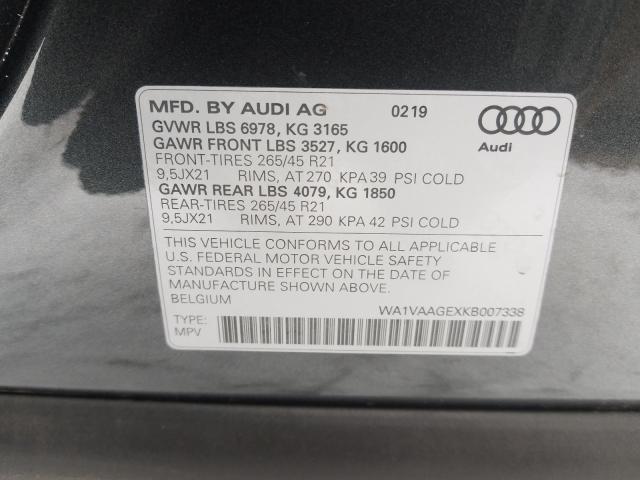 MFD. BY AUDI AG 0219
GVWR LBS 6978, KG 3165
GAWR FRONT LBS 3527, KG 1600
FRONT-TIRES 265/45 R21
9,5JX21 RIMS, AT 270 KPA 39 PSI COLD
GAWR REAR LBS 4079, KG 1850
REAR-TIRES 265/45 R21
9,5JX21 RIMS, AT 290 KPA 42 PSI COLD
Audi
THIS VEHICLE CONFORMS TO ALL APPLICABLE
U.S. FEDERAL MOTOR VEHICLE SAFETY
STANDARDS IN EFFECT ON THE DATE OF
MANUFACTURE SHOWN ABOVE.
BELGIUM
WA1VAAGEXKB007338
TYPE:
MPV